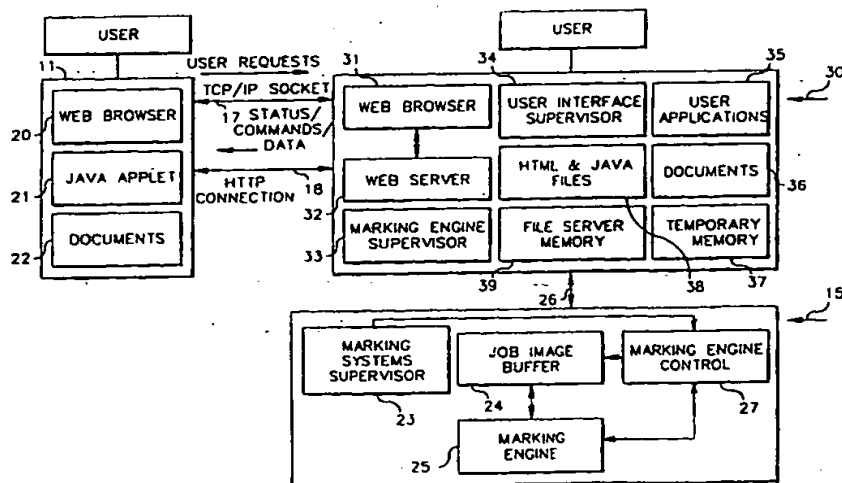 USER
USER
11
USER REQUESTS
31
34
35
TCP/IP SOCKET
30
WEB BROWSER
17
STATUS/
COMMANDS/
DATA
WEB BROWSER
USER INTERFACE
SUPERVISOR
USER
APPLICATIONS
20
JAVA APPLET
HTTP
CONNECTION
18
WEB SERVER
HTML & JAVA
FILES
DOCUMENTS
21
32
36
DOCUMENTS
MARKING ENGINE
SUPERVISOR
FILE SERVER
MEMORY
TEMPORARY
MEMORY
22
33
39
38
37
26
15
MARKING
SYSTEMS
SUPERVISOR
JOB IMAGE
BUFFER
MARKING ENGINE
CONTROL
23
24
27
MARKING
ENGINE
25